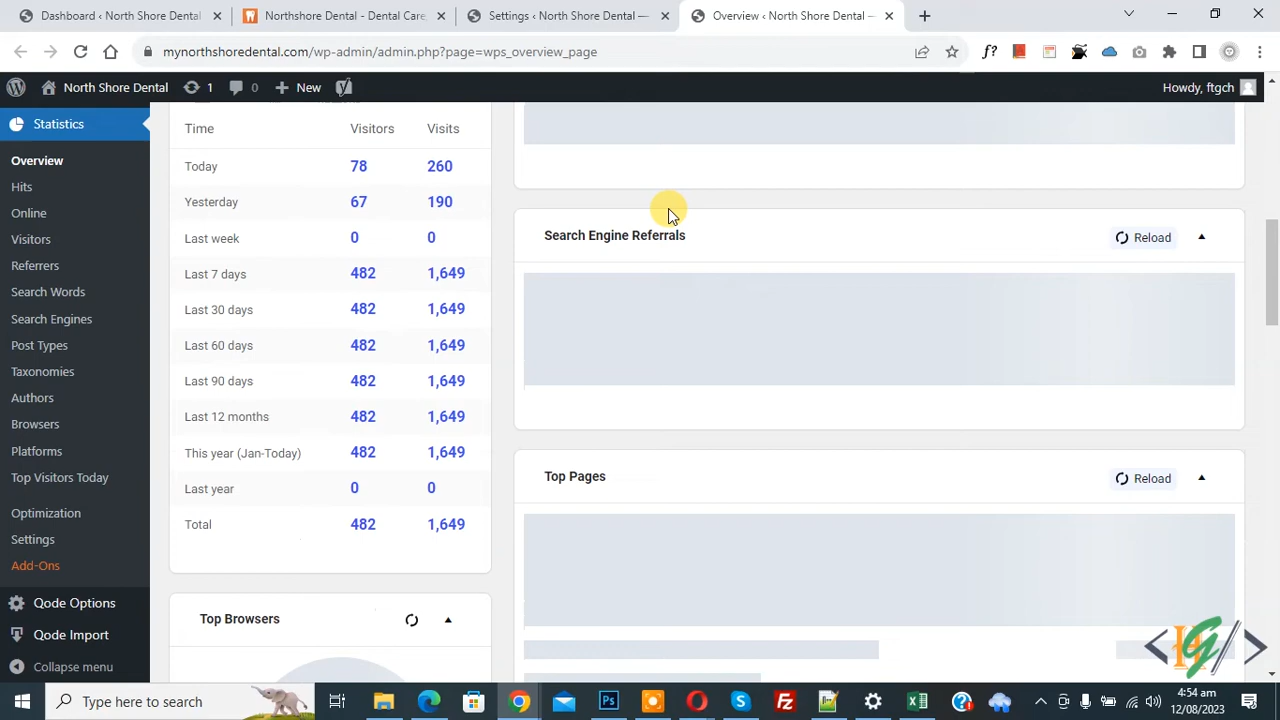 Dashboard ‹ North Shore Dental
Northshore Dental - Dental Care,
Settings ‹ North Shore Dental —
Overview ‹ North Shore Dental —
mynorthshoredental.com/wp-admin/admin.php?page=wps_overview_page
f?
North Shore Dental
1
0
New
Howdy, ftgch
Statistics
Overview
Hits
Online
Visitors
Referrers
Search Words
Search Engines
Post Types
Taxonomies
Authors
Browsers
Platforms
Top Visitors Today
Optimization
Settings
Add-Ons
Qode Options
Qode Import
Collapse menu
Time Visitors Visits
Today 78 260
Yesterday 67 190
Last week 0 0
Last 7 days 482 1,649
Last 30 days 482 1,649
Last 60 days 482 1,649
Last 90 days 482 1,649
Last 12 months 482 1,649
This year (Jan-Today) 482 1,649
Last year 0 0
Total 482 1,649
Top Browsers
Search Engine Referrals
Reload
Top Pages
Reload
Type here to search
Ps
4:54 am
12/08/2023